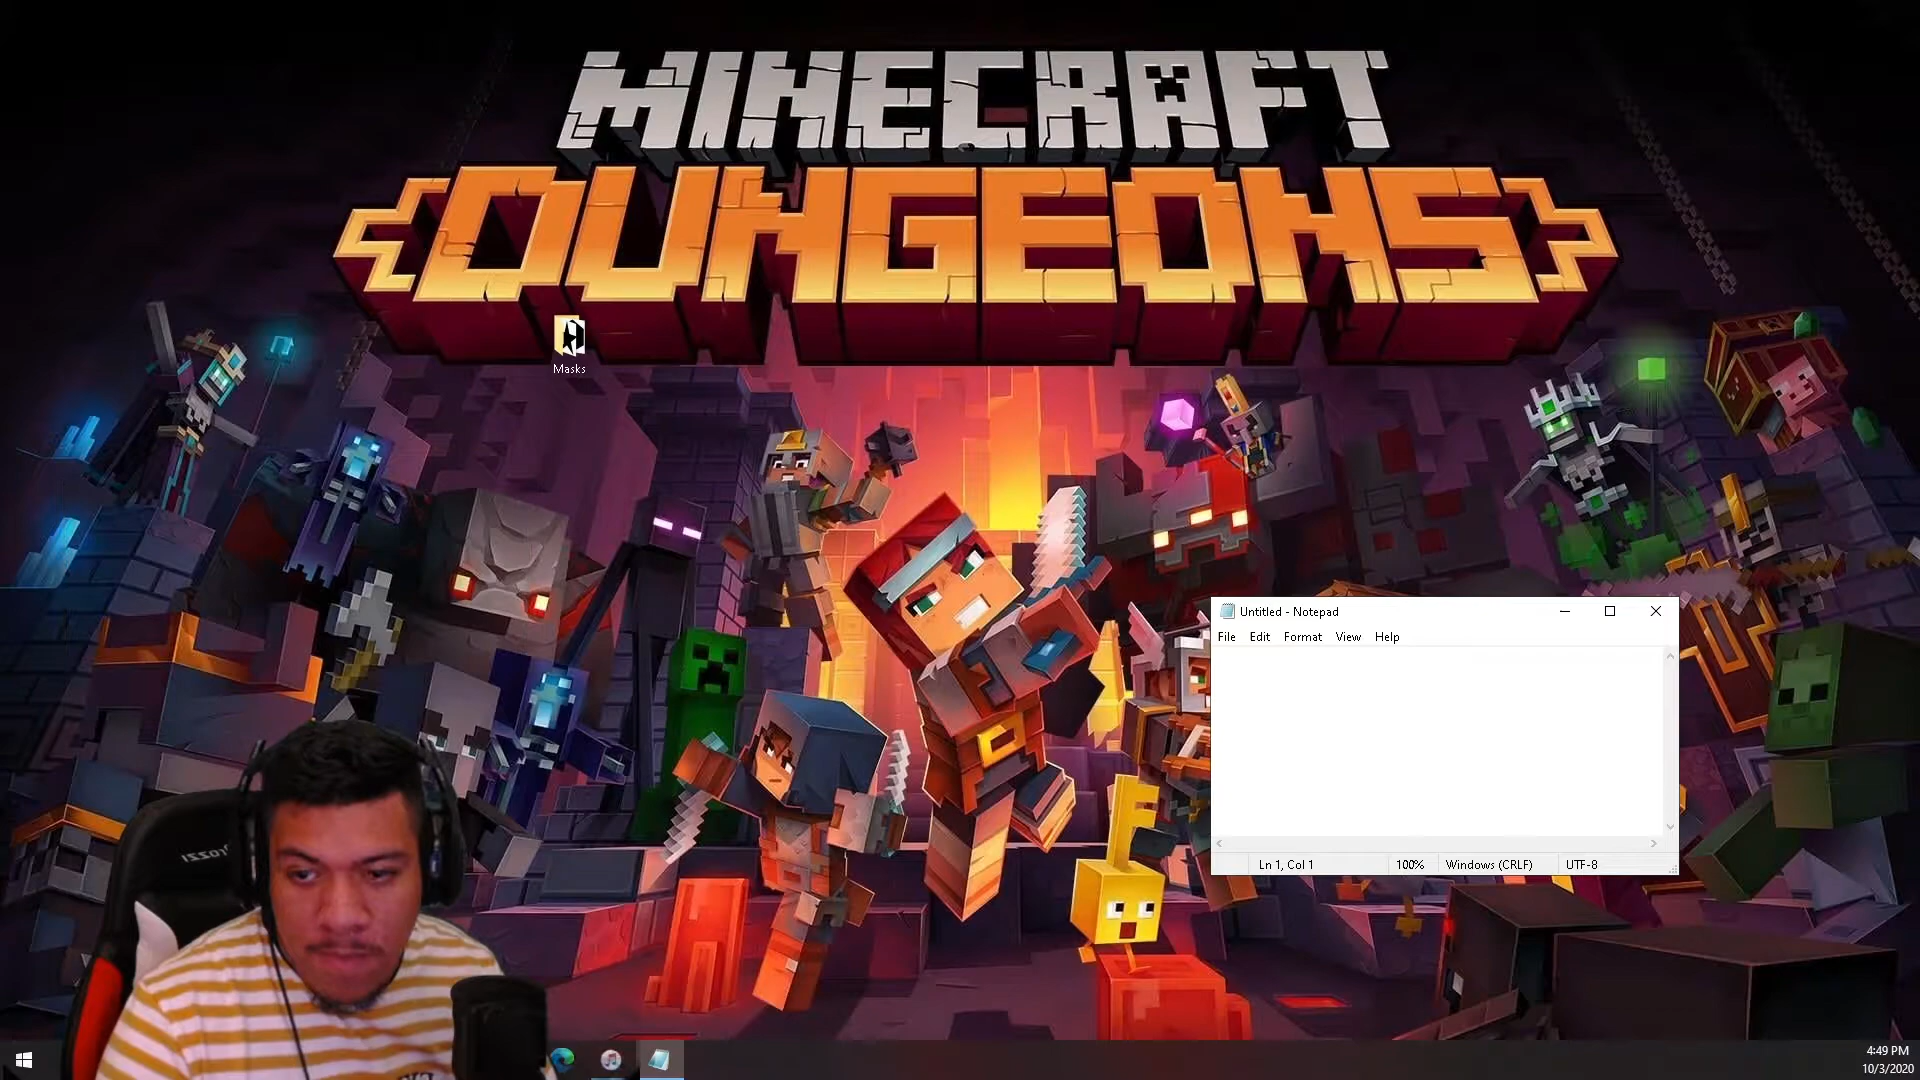 MINECRAFT
DUNGEONS
Masks
Untitled - Notepad
File Edit Format View Help
Ln 1, Col 1 100% Windows (CRLF) UTF-8
4:49 PM
10/3/2020